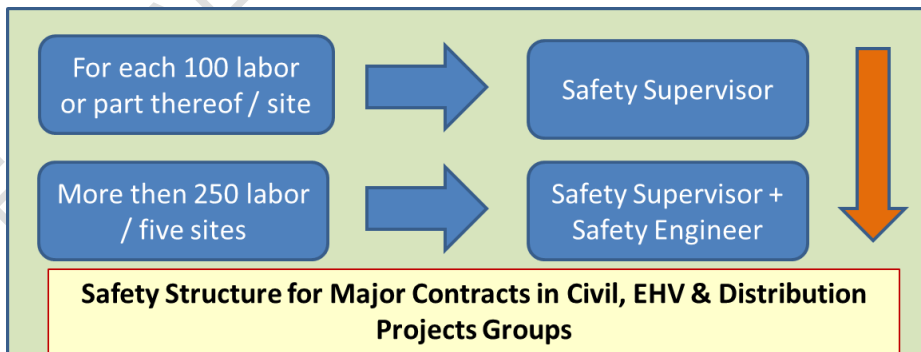 For each 100 labor
or part thereof / site
Safety Supervisor
More then 250 labor
/ five sites
Safety Supervisor +
Safety Engineer
Safety Structure for Major Contracts in Civil, EHV & Distribution
Projects Groups